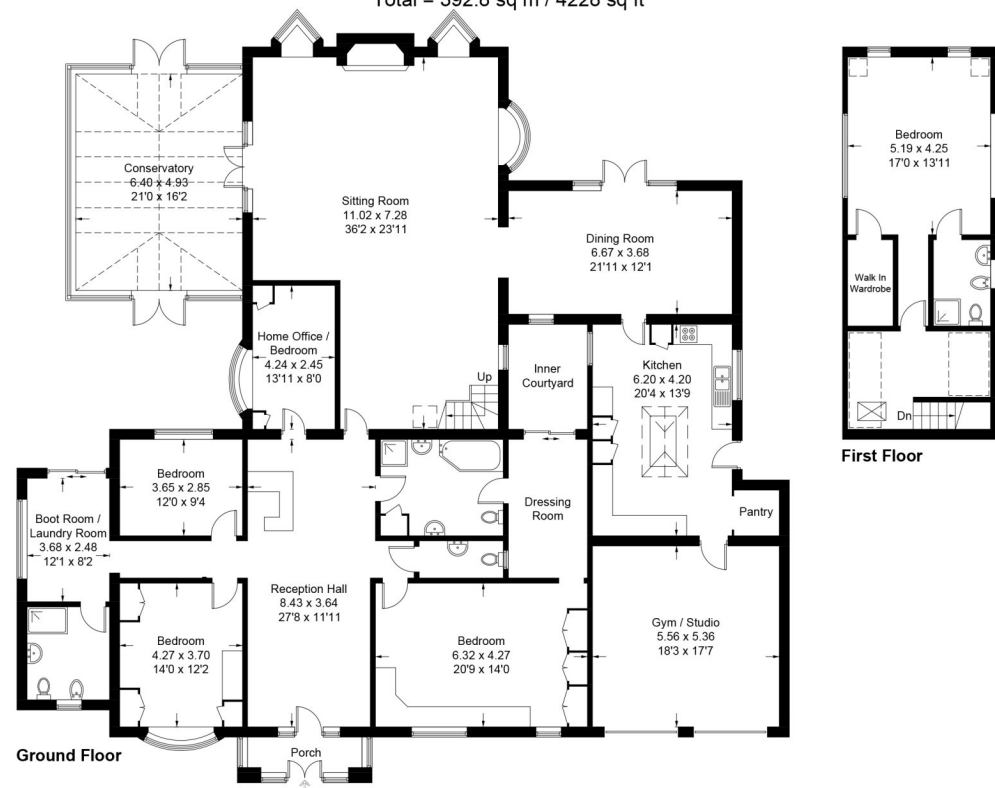 Total = 392.8 sq m / 4228 sq ft
Conservatory
6.40 x 4.93
21'0 x 16'2
Sitting Room
11.02 x 7.28
36'2 x 23'11
Dining Room
6.67 x 3.68
21'11 x 12'1
Home Office /
Bedroom
4.24 x 2.45
13'11 x 8'0
Up
Inner
Courtyard
Kitchen
6.20 x 4.20
20'4 x 13'9
Bedroom
3.65 x 2.85
12'0 x 9'4
Boot Room /
Laundry Room
3.68 x 2.48
12'1 x 8'2
Dressing
Room
Pantry
Reception Hall
8.43 x 3.64
27'8 x 11'11
Bedroom
4.27 x 3.70
14'0 x 12'2
Bedroom
6.32 x 4.27
20'9 x 14'0
Gym / Studio
5.56 x 5.36
18'3 x 17'7
Porch
Ground Floor
Bedroom
5.19 x 4.25
17'0 x 13'11
Walk In
Wardrobe
Dn
First Floor